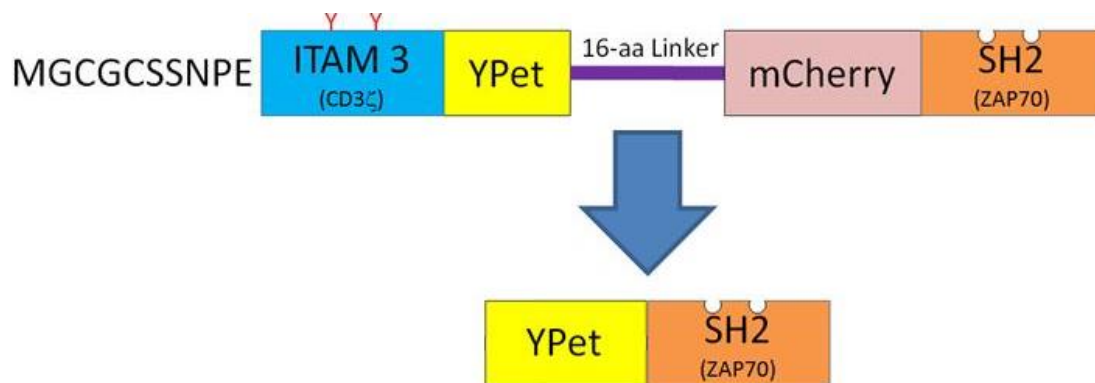 Y Y
MGCGCSSNPE ITAM 3 YPet 16-aa Linker mCherry SH2
(CD3ζ) (ZAP70)
YPet SH2
(ZAP70)